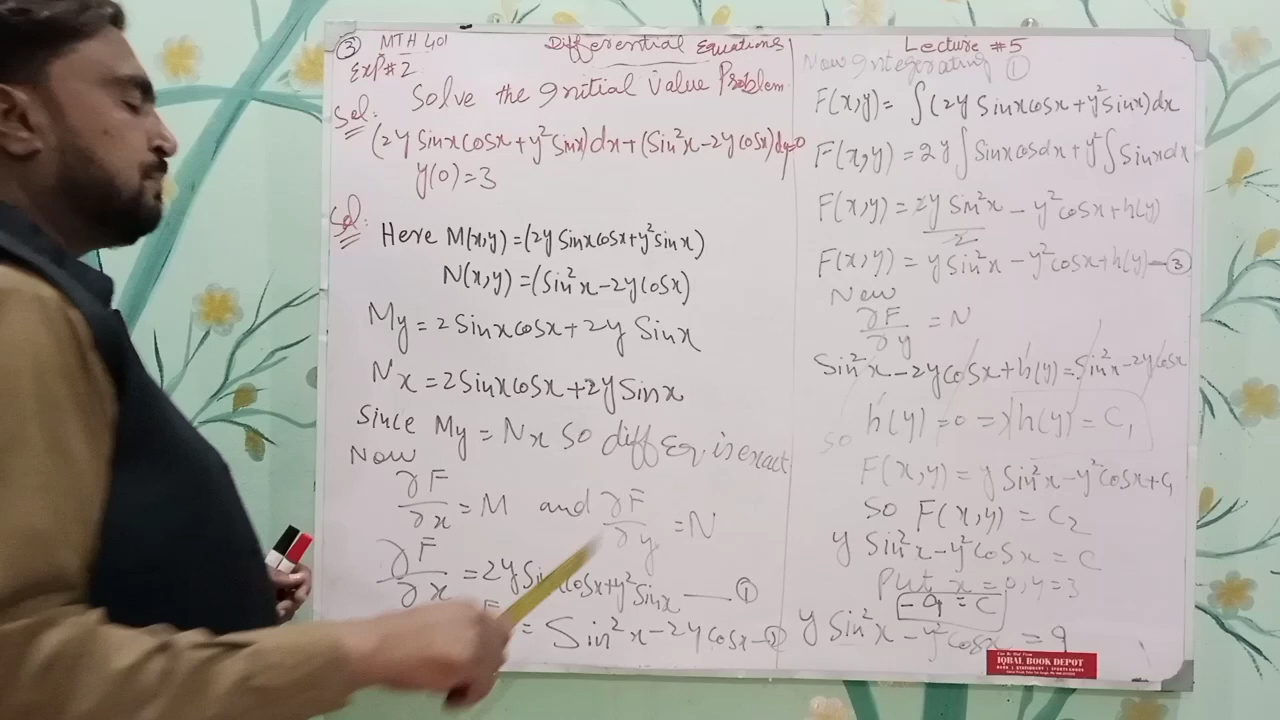 ③ MTH 401 Differential Equations
Exp#2
Solve the Initial Value Problem
Sol:
(2y Sinx Cosx + y² Sinx)dx + (Sin²x - 2y Cosx)dy=0
y(0)=3
Sol:
Here M(x,y) = (2y Sinx cosx + y² sinx)
N(x,y) = (Sin²x - 2y Cosx)
My = 2 Sinx cosx + 2y Sinx
Nx = 2 Sinx cosx + 2y Sinx
Since My = Nx So diff Eq is exact
Now
∂F/∂x = M and ∂F/∂y = N
∂F/∂x = 2y Sinx Cosx + y² Sinx —— ①
= Sin²x - 2y Cosx - ②
Lecture #5
Now Integerating ①
F(x,y) = ∫(2y Sinx cosx + y² Sinx)dx
F(x,y) = 2y ∫ Sinx cosdx + y² ∫ Sinx dx
F(x,y) = 2y Sin²x/2 - y² cosx + h(y)
F(x,y) = y Sin²x - y² cosx + h(y) - ③
Now
∂F/∂y = N
Sin²x - 2y Cosx + h'(y) = Sin²x - 2y Cosx
h'(y) = 0 => h(y) = C₁
so
F(x,y) = y Sin²x - y² cosx + C₁
So F(x,y) = C₂
y Sin²x - y² Cosx = C
Put x = 0, y = 3
-9 = C
y Sin²x - y² cosx = 9
IQBAL BOOK DEPOT